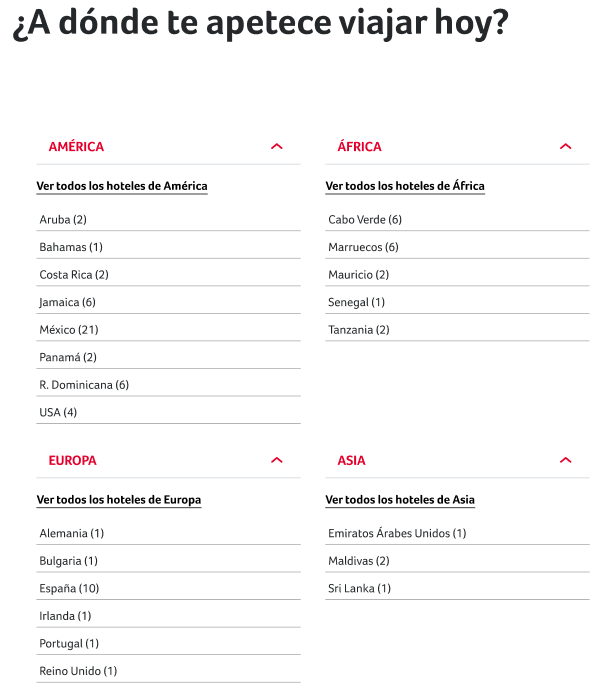 ¿A dónde te apetece viajar hoy?
AMÉRICA
Ver todos los hoteles de América
Aruba (2)
Bahamas (1)
Costa Rica (2)
Jamaica (6)
México (21)
Panamá (2)
R. Dominicana (6)
USA (4)
ÁFRICA
Ver todos los hoteles de África
Cabo Verde (6)
Marruecos (6)
Mauricio (2)
Senegal (1)
Tanzania (2)
EUROPA
Ver todos los hoteles de Europa
Alemania (1)
Bulgaria (1)
España (10)
Irlanda (1)
Portugal (1)
Reino Unido (1)
ASIA
Ver todos los hoteles de Asia
Emiratos Árabes Unidos (1)
Maldivas (2)
Sri Lanka (1)